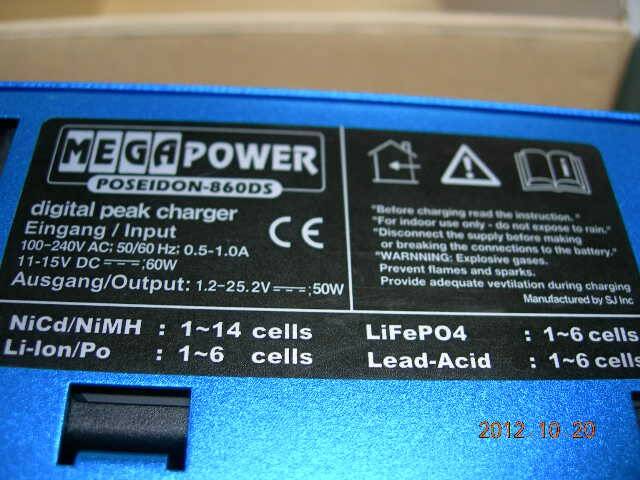 MEGAPOWER
POSEIDON-860DS
digital peak charger
Eingang / Input
100-240V AC; 50/60 Hz; 0.5-1.0A
11-15V DC ⎓;60W
Ausgang/Output: 1.2-25.2V⎓;50W
CE
"Before charging read the instruction."
"For indoor use only - do not expose to rain."
"Disconnect the supply before making
or breaking the connections to the battery."
"WARNNING: Explosive gases.
Prevent flames and sparks.
Provide adequate vevtilation during charging
Manufactured by SJ Inc
NiCd/NiMH : 1~14 cells
Li-Ion/Po : 1~6 cells
LiFePO4 : 1~6 cells
Lead-Acid : 1~6 cells
2012 10 20